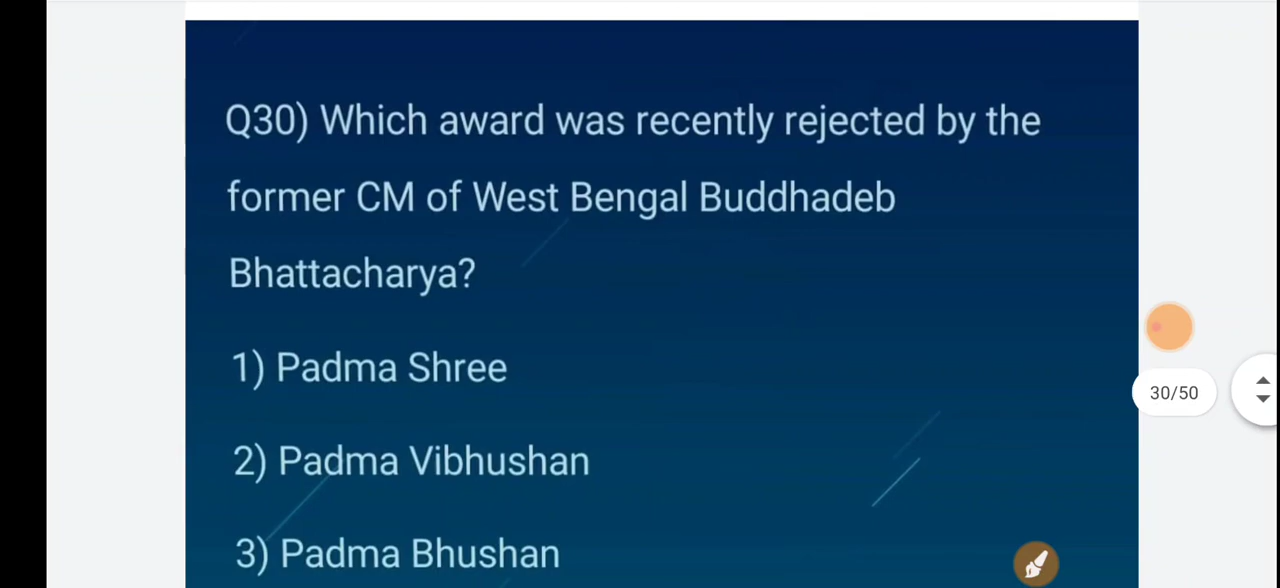 Q30) Which award was recently rejected by the
former CM of West Bengal Buddhadeb
Bhattacharya?
1) Padma Shree
30/50
2) Padma Vibhushan
3) Padma Bhushan